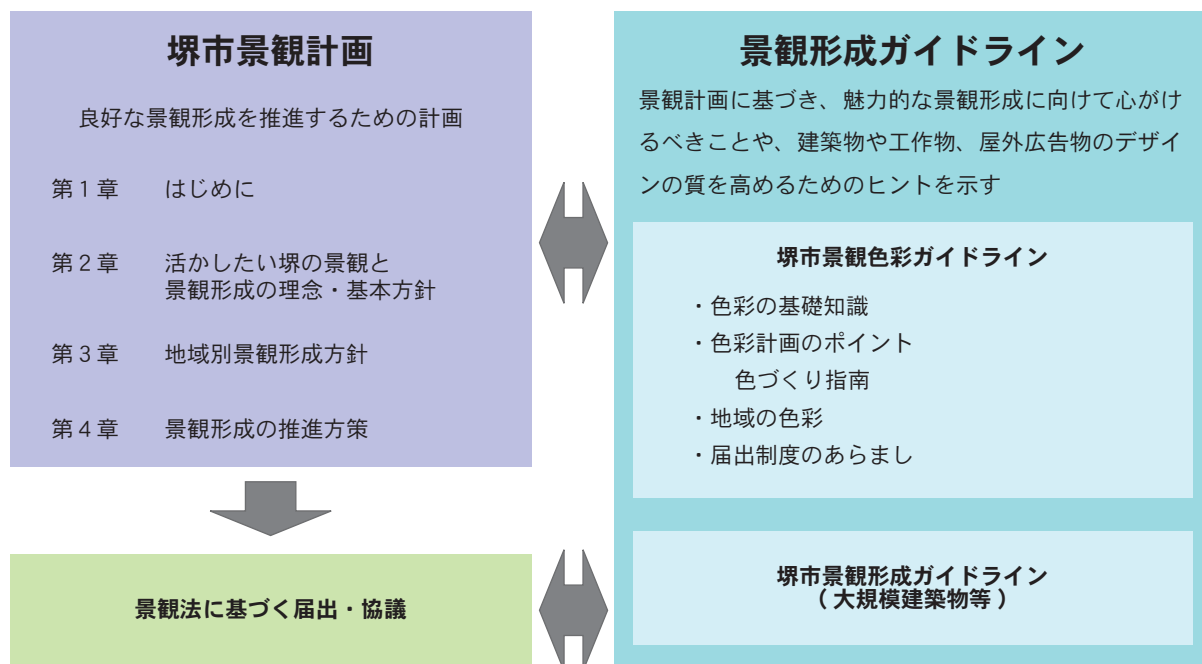 堺市景観計画
良好な景観形成を推進するための計画
第1章 はじめに
第2章 活かしたい堺の景観と
景観形成の理念・基本方針
第3章 地域別景観形成方針
第4章 景観形成の推進方策
景観法に基づく届出・協議
景観形成ガイドライン
景観計画に基づき、魅力的な景観形成に向けて心がけ
るべきことや、建築物や工作物、屋外広告物のデザイ
ンの質を高めるためのヒントを示す
堺市景観色彩ガイドライン
・色彩の基礎知識
・色彩計画のポイント
色づくり指南
・地域の色彩
・届出制度のあらまし
堺市景観形成ガイドライン
（大規模建築物等）